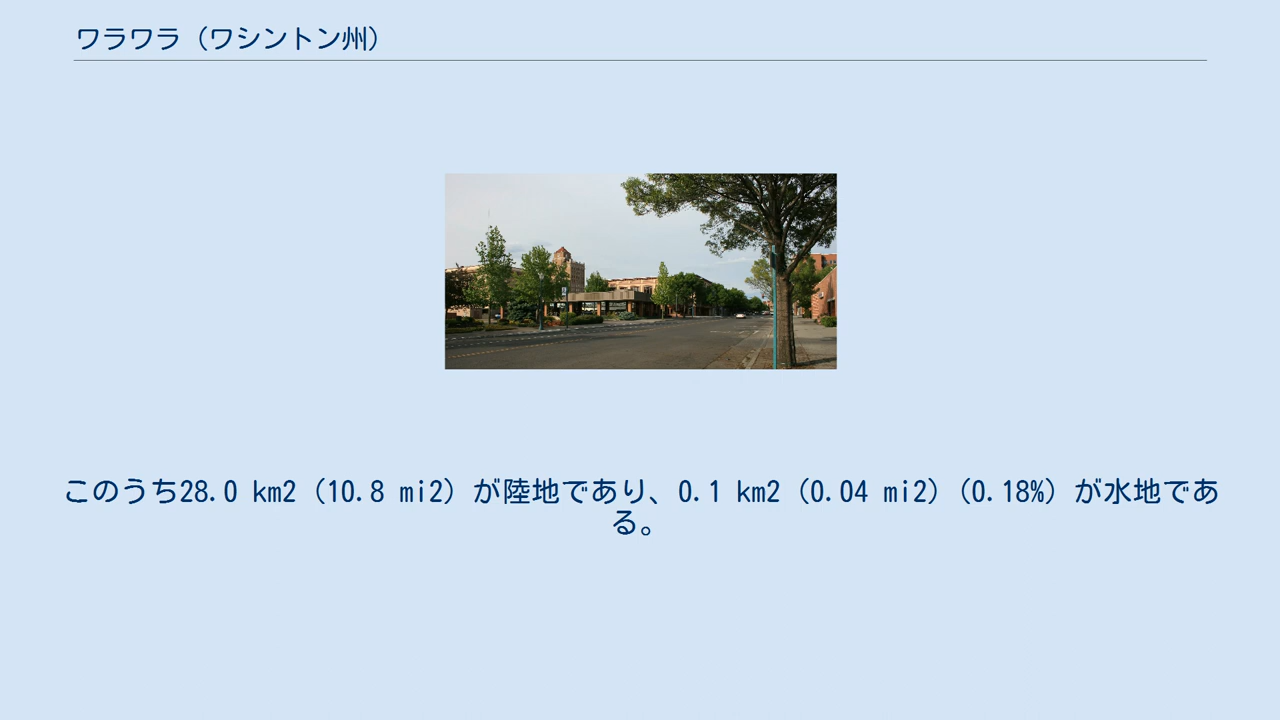 ワラワラ（ワシントン州）
このうち28.0 km2（10.8 mi2）が陸地であり、0.1 km2（0.04 mi2）（0.18%）が水地であ
る。